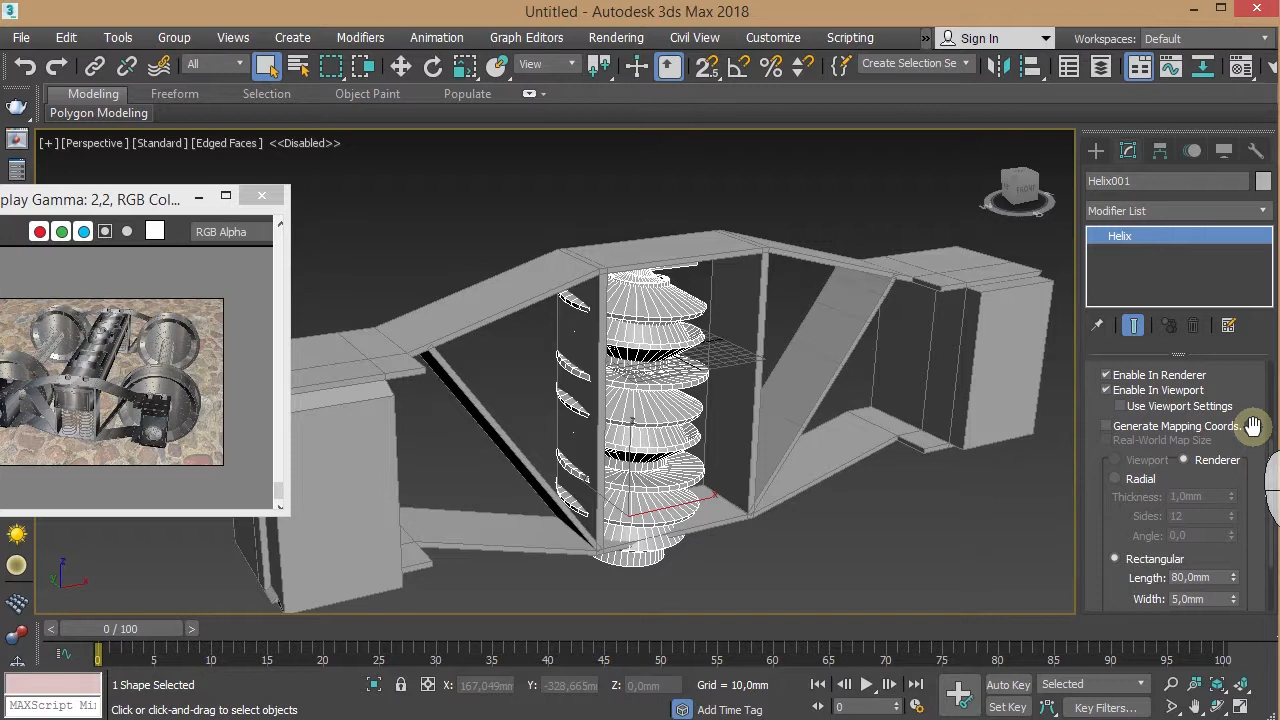 Untitled - Autodesk 3ds Max 2018
File Edit Tools Group Views Create Modifiers Animation Graph Editors Rendering Civil View Customize Scripting » Sign In Workspaces: Default
All View Create Selection Se
Modeling Freeform Selection Object Paint Populate
Polygon Modeling
[+] [Perspective] [Standard] [Edged Faces] <<Disabled>>
FRONT
Helix001
play Gamma: 2,2, RGB Col...
Modifier List
RGB Alpha
Helix
Enable In Renderer
Enable In Viewport
Use Viewport Settings
Generate Mapping Coords.
Real-World Map Size
Viewport Renderer
Radial
Thickness: 1,0mm
Sides: 12
Angle: 0,0
Rectangular
Length: 80,0mm
Width: 5,0mm
z
y x
x
< 0 / 100 >
0 5 10 15 20 25 30 35 40 45 50 55 60 65 70 75 80 85 90 95 100
1 Shape Selected X: 167,049mm Y: -328,665m Z: 0,0mm Grid = 10,0mm Auto Key Selected
MAXScript Mi Click or click-and-drag to select objects Add Time Tag 0 Set Key Key Filters...